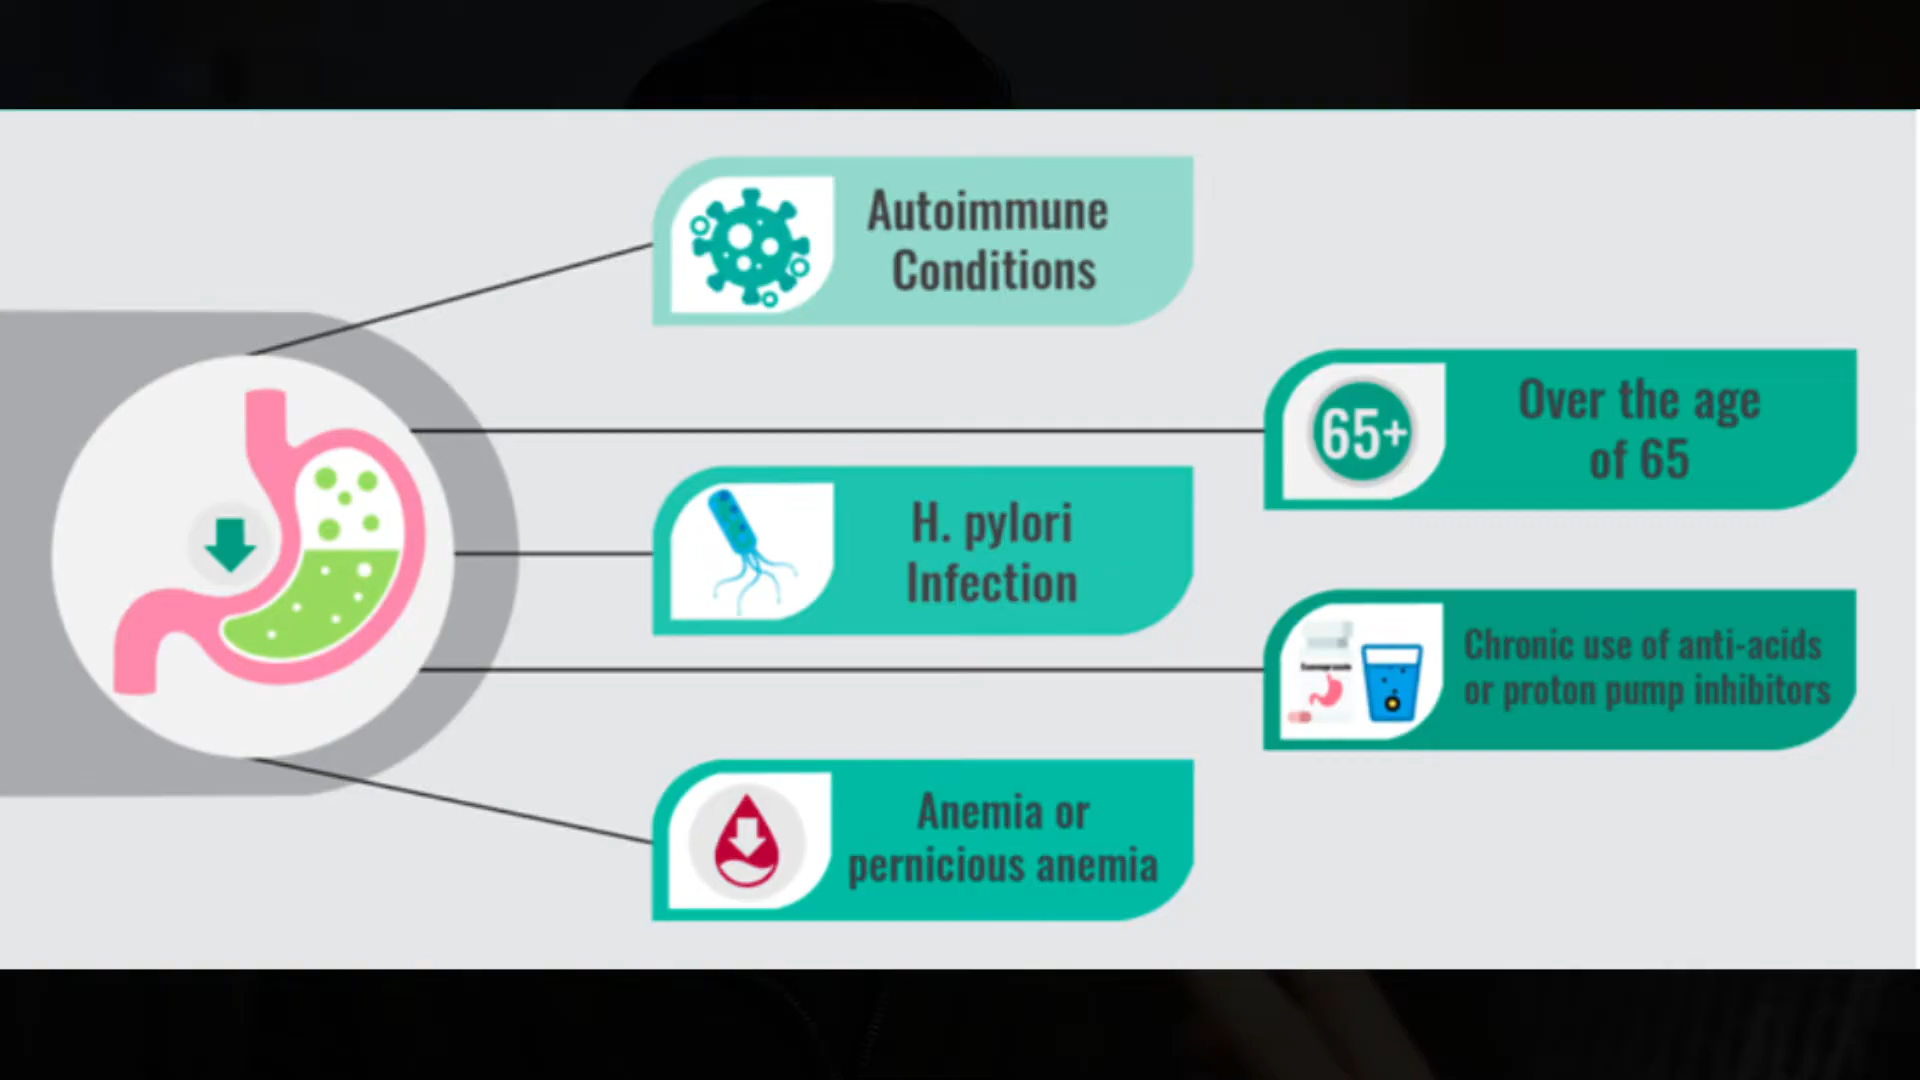 Autoimmune
Conditions
65+
Over the age
of 65
H. pylori
Infection
Chronic use of anti-acids
or proton pump inhibitors
Anemia or
pernicious anemia